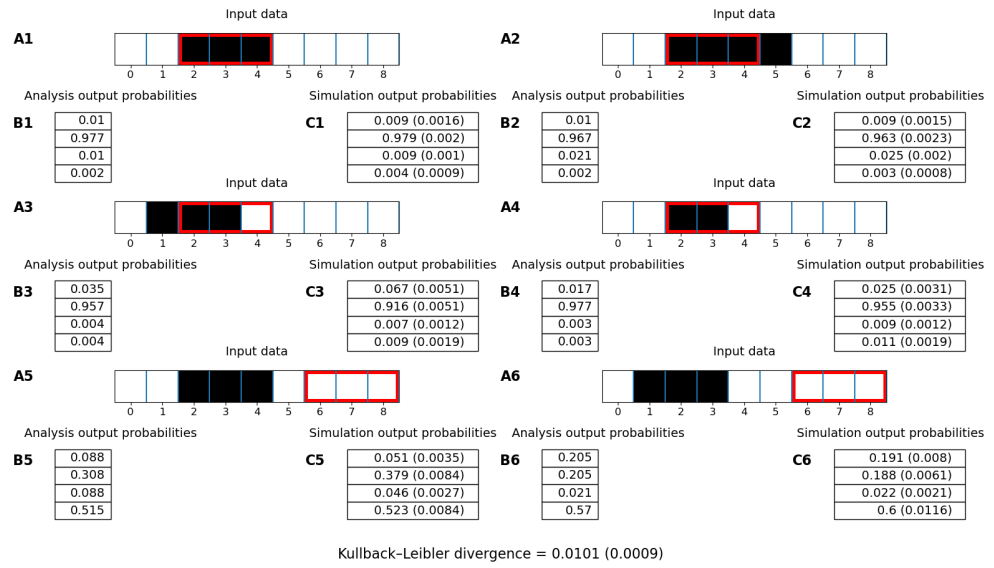 Input data Input data
A1 A2
0 1 2 3 4 5 6 7 8 0 1 2 3 4 5 6 7 8
Analysis output probabilities Simulation output probabilities Analysis output probabilities Simulation output probabilities
B1 0.01 C1 0.009 (0.0016) B2 0.01 C2 0.009 (0.0015)
0.977 0.979 (0.002) 0.967 0.963 (0.0023)
0.01 0.009 (0.001) 0.021 0.025 (0.002)
0.002 0.004 (0.0009) 0.002 0.003 (0.0008)
Input data Input data
A3 A4
0 1 2 3 4 5 6 7 8 0 1 2 3 4 5 6 7 8
Analysis output probabilities Simulation output probabilities Analysis output probabilities Simulation output probabilities
B3 0.035 C3 0.067 (0.0051) B4 0.017 C4 0.025 (0.0031)
0.957 0.916 (0.0051) 0.977 0.955 (0.0033)
0.004 0.007 (0.0012) 0.003 0.009 (0.0012)
0.004 0.009 (0.0019) 0.003 0.011 (0.0019)
Input data Input data
A5 A6
0 1 2 3 4 5 6 7 8 0 1 2 3 4 5 6 7 8
Analysis output probabilities Simulation output probabilities Analysis output probabilities Simulation output probabilities
B5 0.088 C5 0.051 (0.0035) B6 0.205 C6 0.191 (0.008)
0.308 0.379 (0.0084) 0.205 0.188 (0.0061)
0.088 0.046 (0.0027) 0.021 0.022 (0.0021)
0.515 0.523 (0.0084) 0.57 0.6 (0.0116)
Kullback–Leibler divergence = 0.0101 (0.0009)